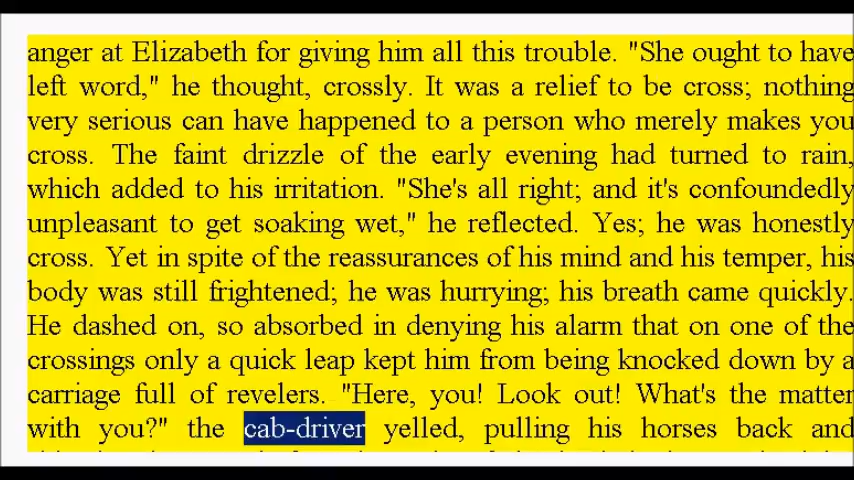 anger at Elizabeth for giving him all this trouble. "She ought to have
left word," he thought, crossly. It was a relief to be cross; nothing
very serious can have happened to a person who merely makes you
cross. The faint drizzle of the early evening had turned to rain,
which added to his irritation. "She's all right; and it's confoundedly
unpleasant to get soaking wet," he reflected. Yes; he was honestly
cross. Yet in spite of the reassurances of his mind and his temper, his
body was still frightened; he was hurrying; his breath came quickly.
He dashed on, so absorbed in denying his alarm that on one of the
crossings only a quick leap kept him from being knocked down by a
carriage full of revelers. "Here, you! Look out! What's the matter
with you?" the cab-driver yelled, pulling his horses back and